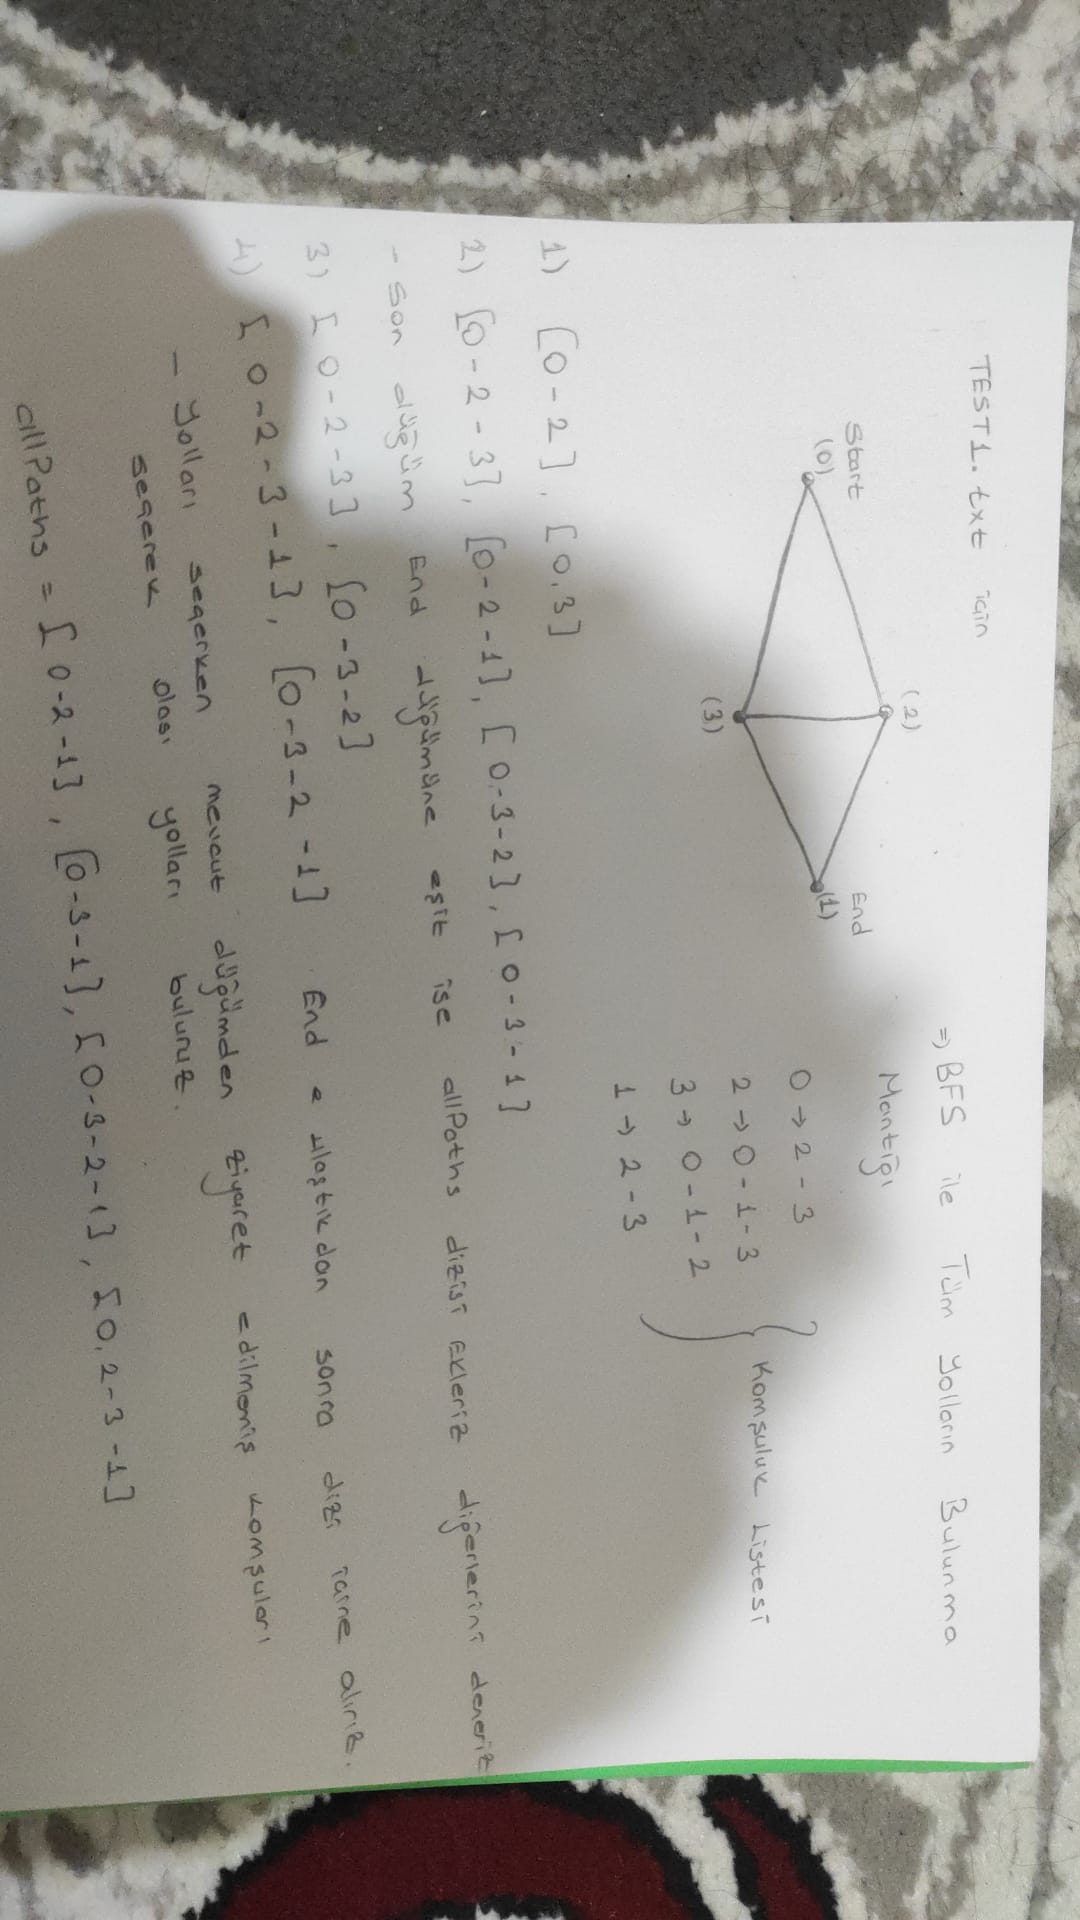 TEST1.txt için
⇒ BFS ile Tüm Yolların Bulunma
Mantığı
(2)
Start
(0)
End
(1)
(3)
0 → 2 - 3
2 → 0 - 1 - 3
3 → 0 - 1 - 2
1 → 2 - 3
Komşuluk Listesi
1) [0-2], [0,3]
2) [0-2-3], [0-2-1], [0-3-2], [0-3-1]
- Son düğüm End düğümüne eşit ise allPaths dizisi Ekleriz diğerlerini deneriz
3) [0-2-3], [0-3-2]
4) [0-2-3-1], [0-3-2-1] End e ulaştıkdan sonra dizi içine alırız.
- Yolları seçerken mevcut düğümden ziyaret edilmemiş komşuları
seçerek olası yolları buluruz.
allPaths = [0-2-1], [0-3-1], [0-3-2-1], [0,2-3-1]